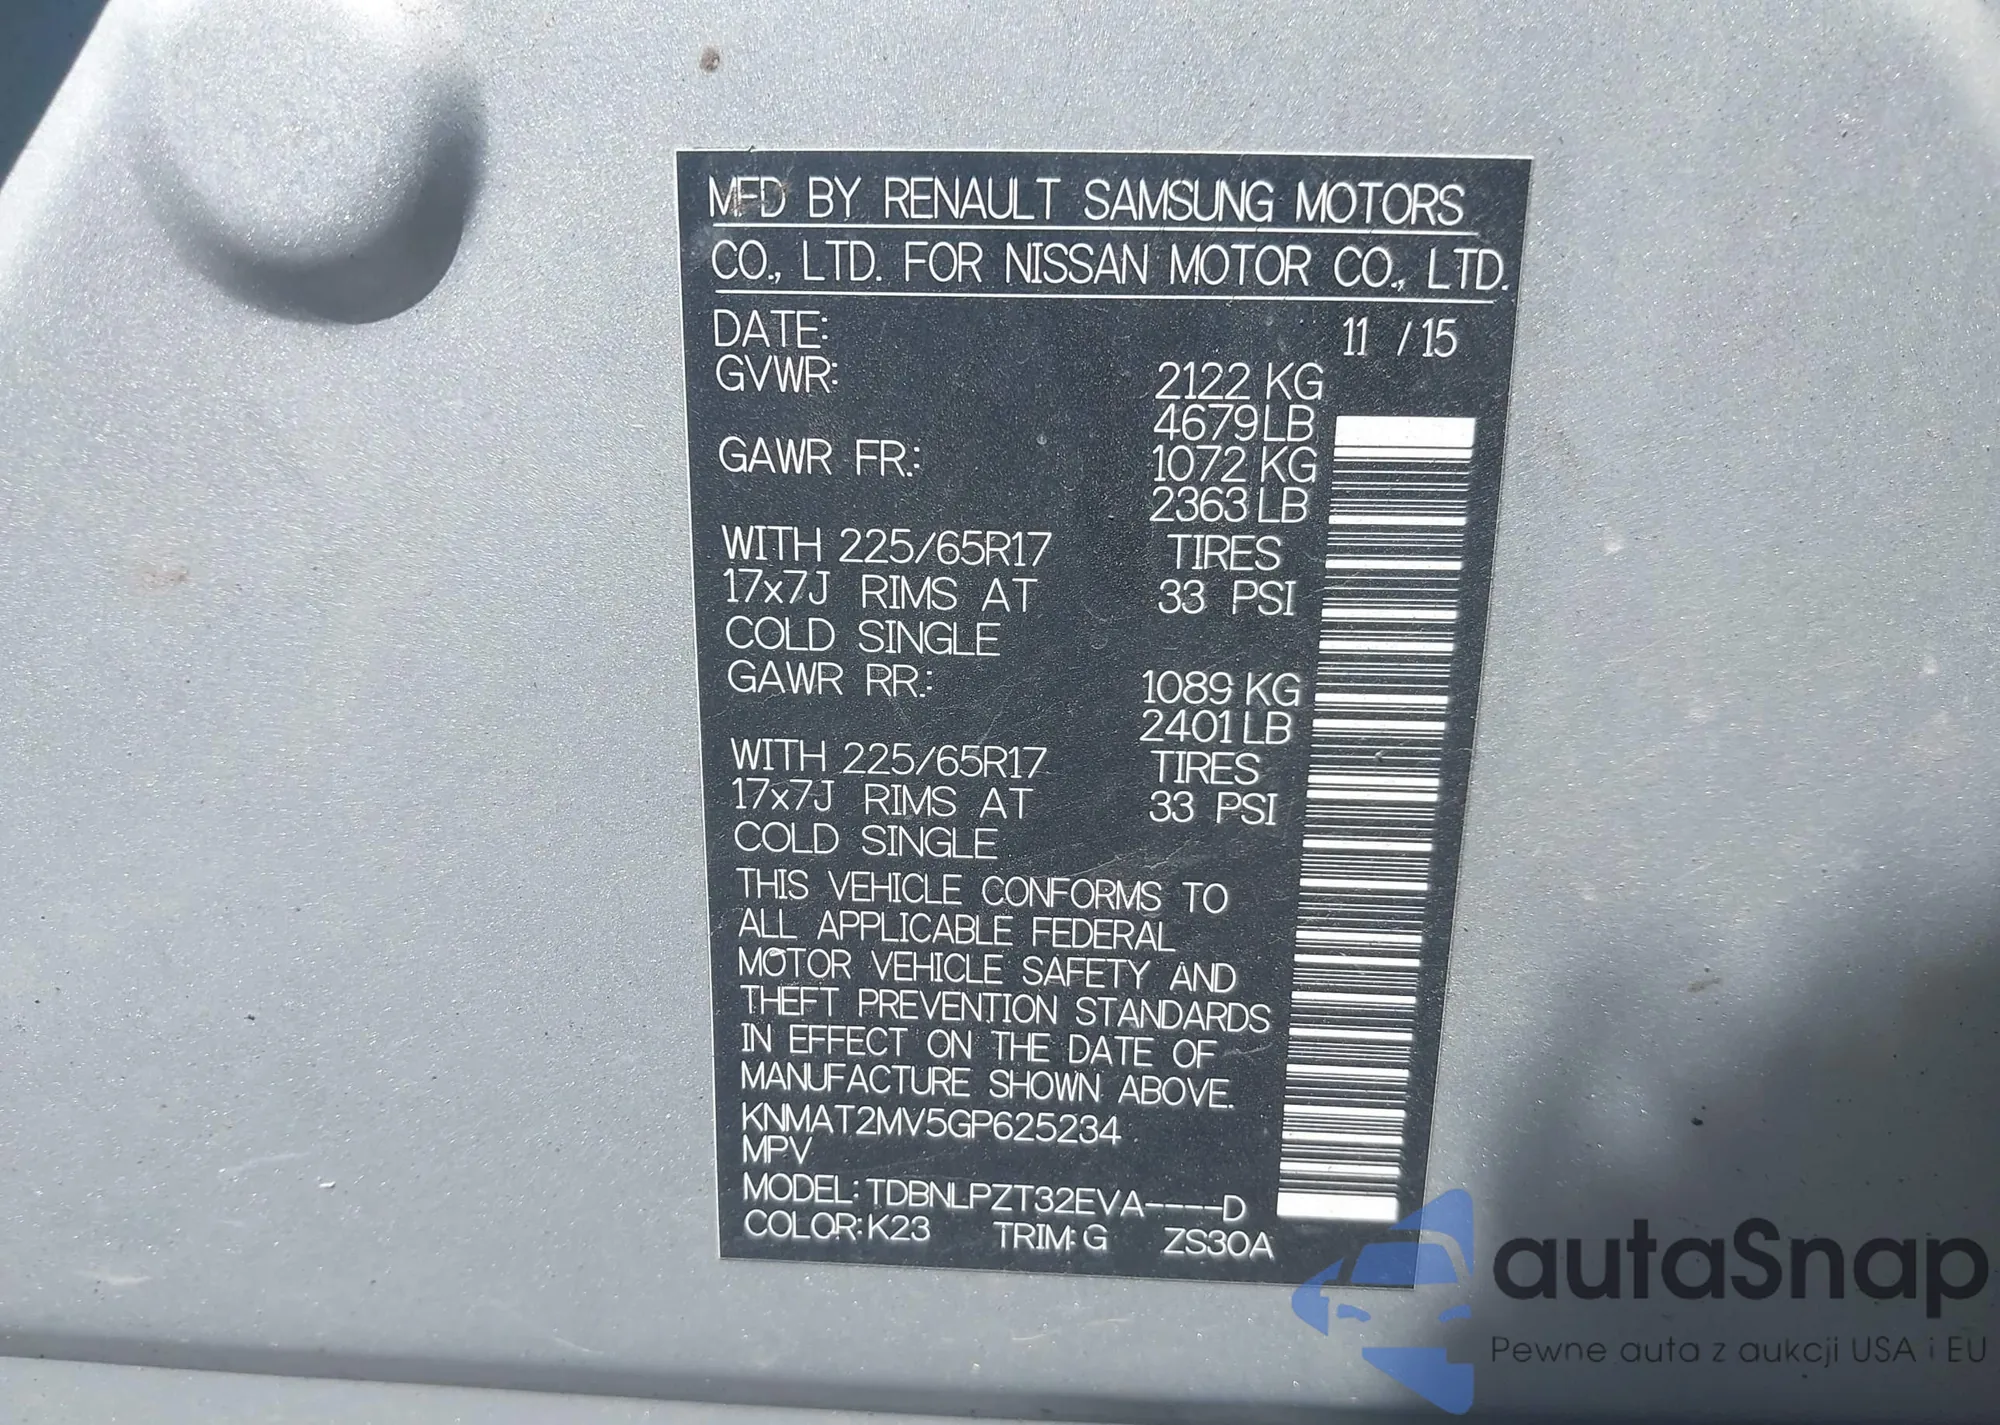 MFD BY RENAULT SAMSUNG MOTORS
CO., LTD. FOR NISSAN MOTOR CO., LTD.
DATE: 11 / 15
GVWR: 2122 KG
4679 LB
GAWR FR.: 1072 KG
2363 LB
WITH 225/65R17 TIRES
17x7J RIMS AT 33 PSI
COLD SINGLE
GAWR RR.: 1089 KG
2401 LB
WITH 225/65R17 TIRES
17x7J RIMS AT 33 PSI
COLD SINGLE
THIS VEHICLE CONFORMS TO
ALL APPLICABLE FEDERAL
MOTOR VEHICLE SAFETY AND
THEFT PREVENTION STANDARDS
IN EFFECT ON THE DATE OF
MANUFACTURE SHOWN ABOVE.
KNMAT2MV5GP625234
MPV
MODEL: TDBNLPZT32EVA----D
COLOR: K23 TRIM: G ZS30A
autaSnap
Pewne auta z aukcji USA i EU